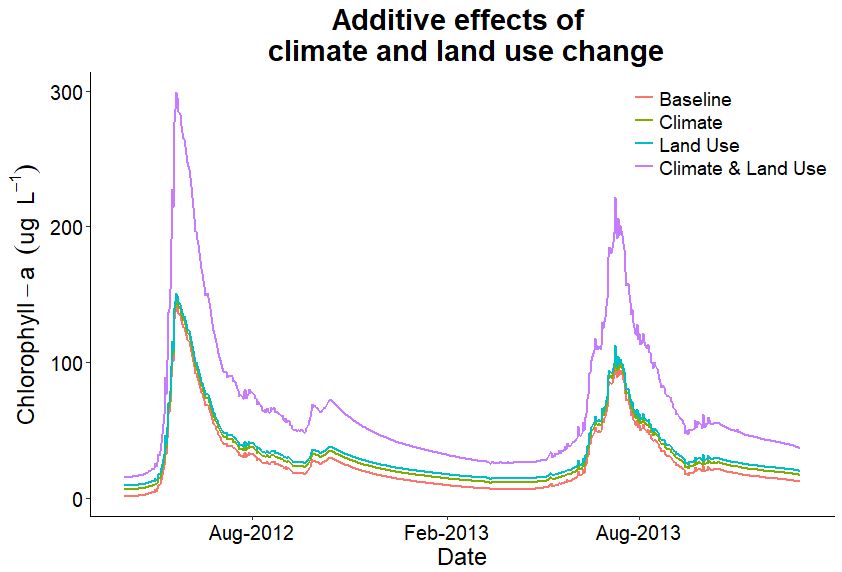 Additive effects of
climate and land use change
Chlorophyll − a (ug L⁻¹)
300
200
100
0
Baseline
Climate
Land Use
Climate & Land Use
Aug-2012
Feb-2013
Aug-2013
Date